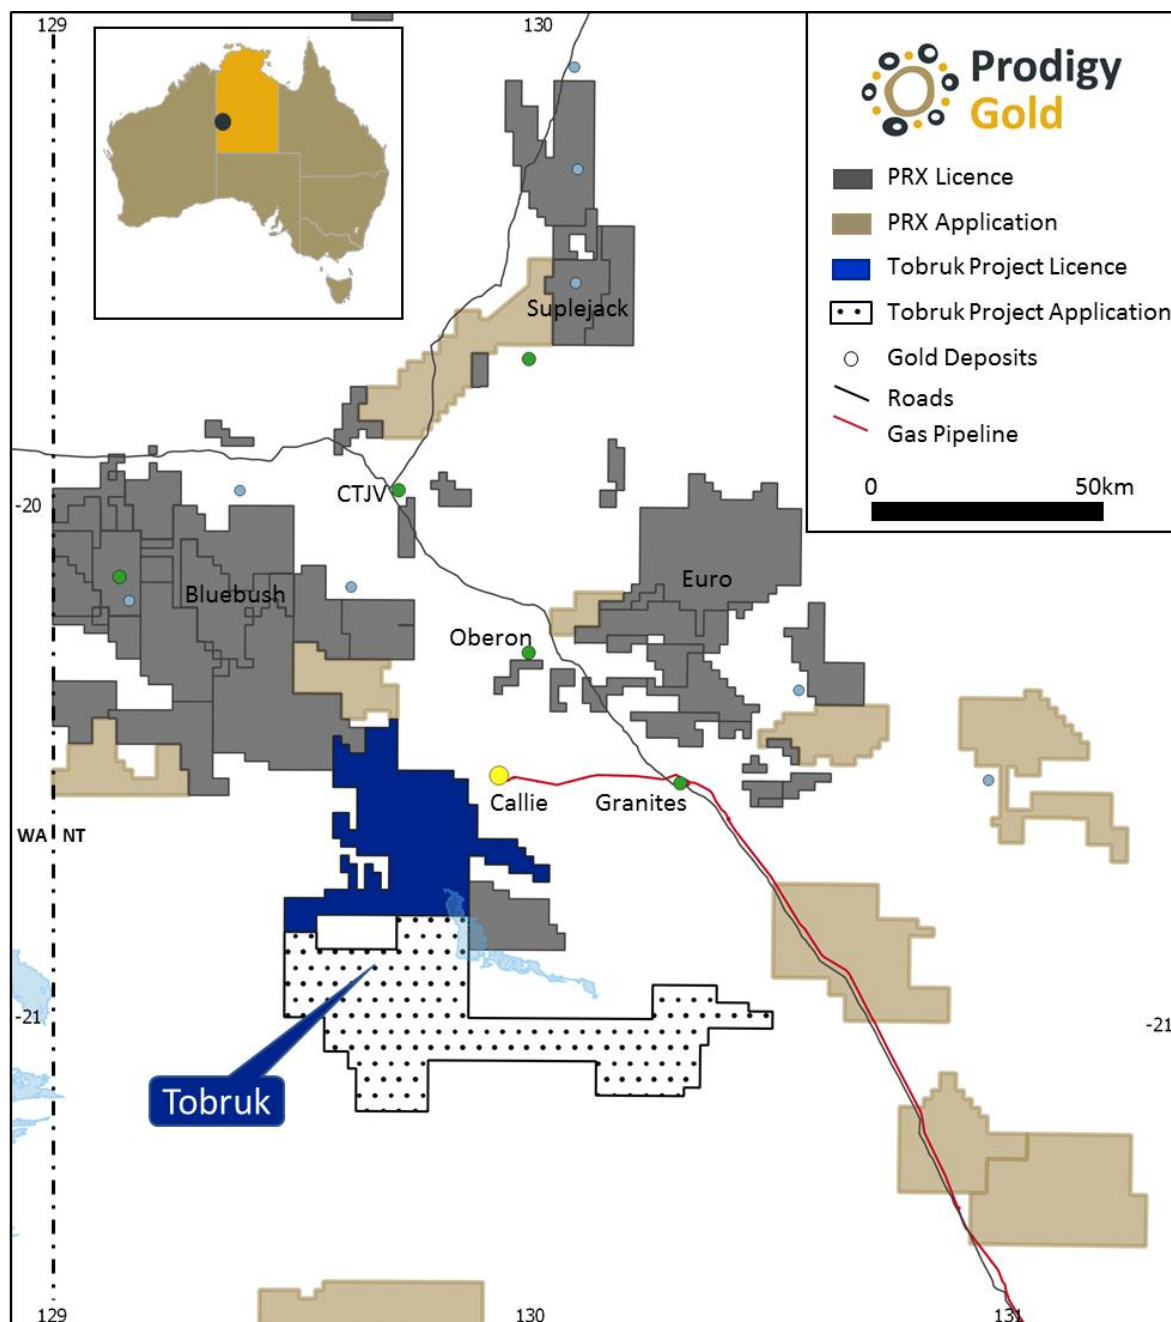 129
130
Prodigy
Gold
PRX Licence
PRX Application
Tobruk Project Licence
Tobruk Project Application
Gold Deposits
Roads
Gas Pipeline
0
50km
Suplejack
CTJV
-20
Bluebush
Euro
Oberon
Callie
Granites
WA NT
-21
-21
Tobruk
129
130
131